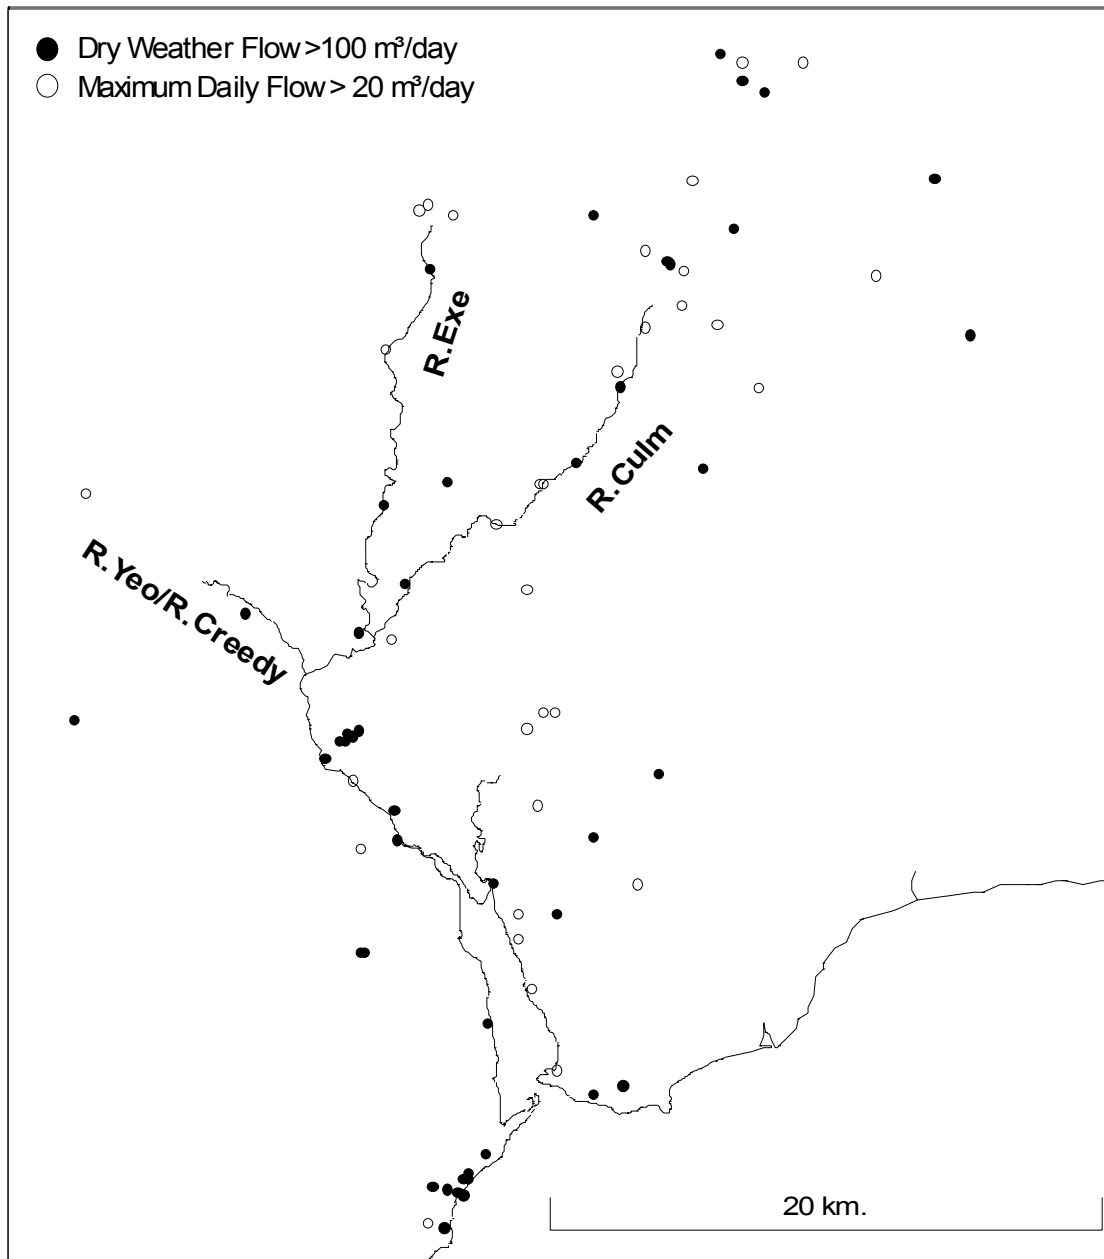 Dry Weather Flow >100 m³/day
Maximum Daily Flow > 20 m³/day
R.Exe
R.Culm
R.Yeo/R.Creedy
20 km.